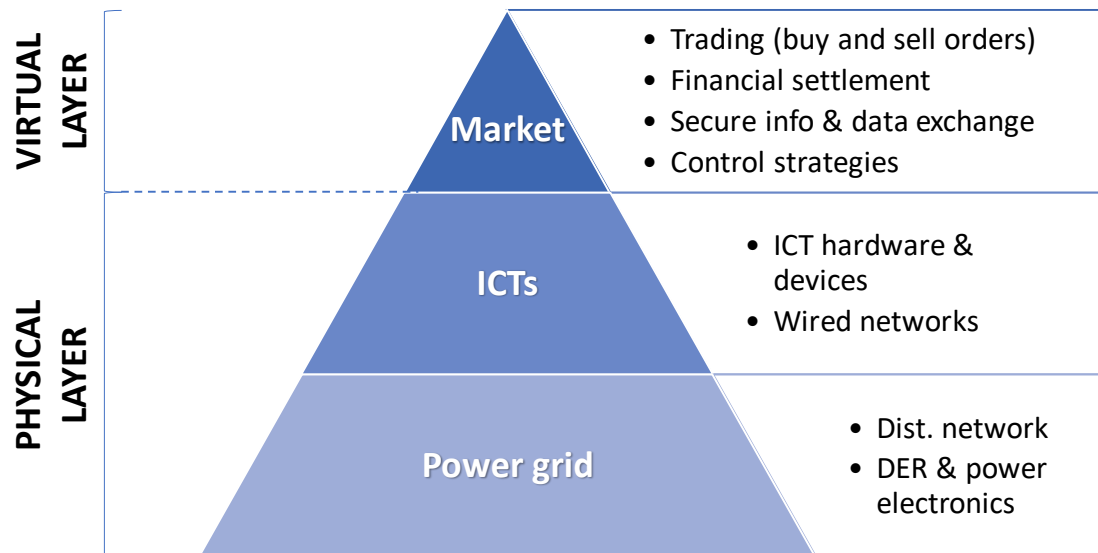 VIRTUAL
LAYER
Market
• Trading (buy and sell orders)
• Financial settlement
• Secure info & data exchange
• Control strategies
PHYSICAL
LAYER
ICTs
• ICT hardware &
devices
• Wired networks
Power grid
• Dist. network
• DER & power
electronics